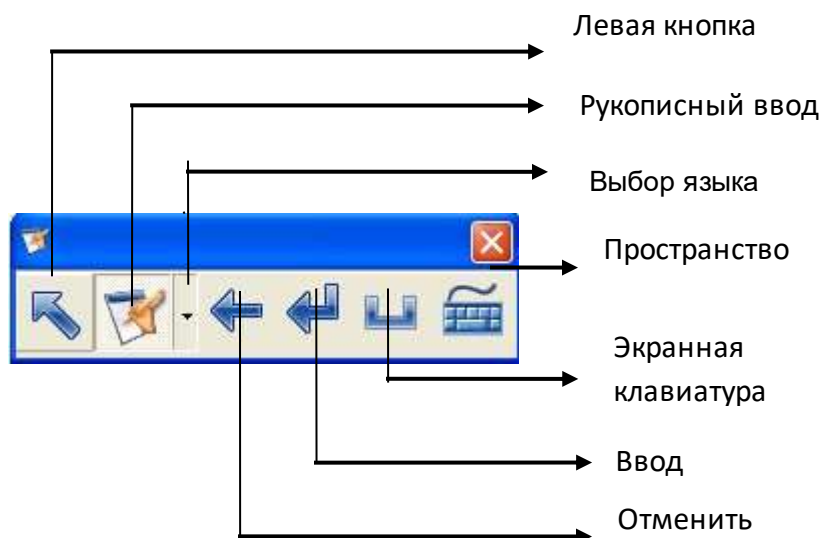 Левая кнопка
Рукописный ввод
Выбор языка
Пространство
Экранная
клавиатура
Ввод
Отменить